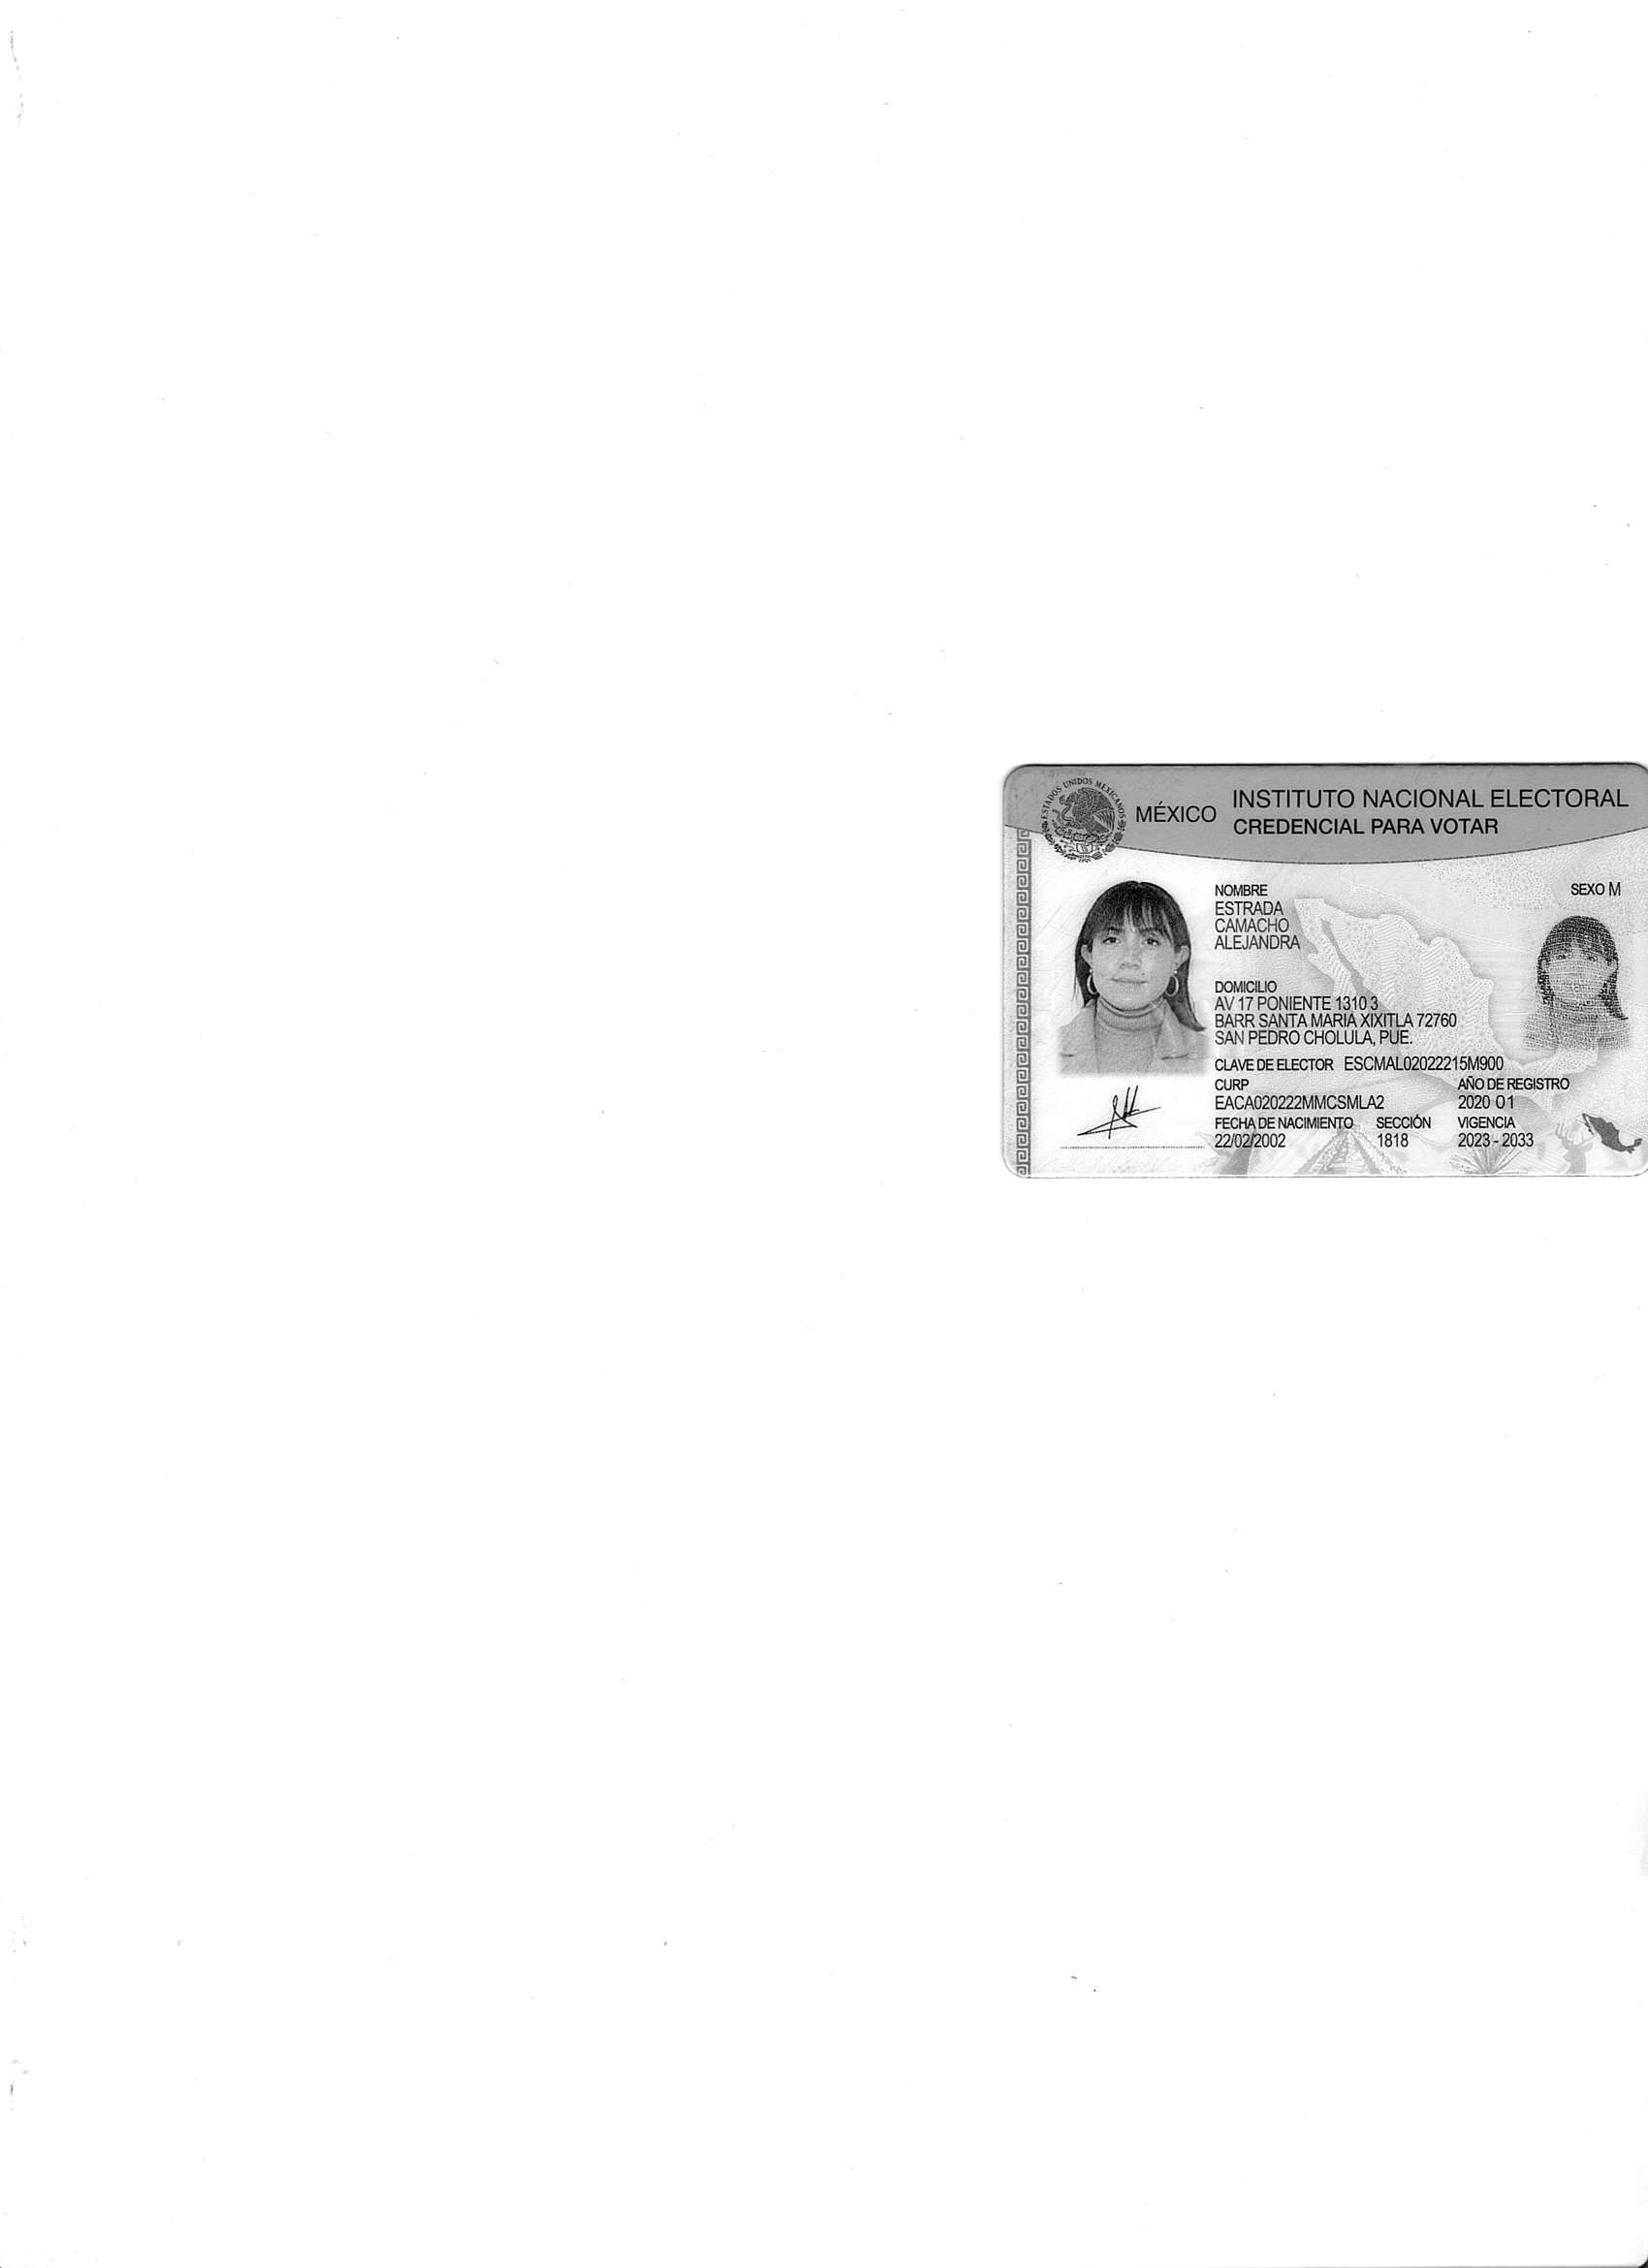 ESTADOS UNIDOS MEXICANOS
MÉXICO
INSTITUTO NACIONAL ELECTORAL
CREDENCIAL PARA VOTAR
NOMBRE
SEXO M
ESTRADA
CAMACHO
ALEJANDRA
DOMICILIO
AV 17 PONIENTE 1310 3
BARR SANTA MARIA XIXITLA 72760
SAN PEDRO CHOLULA, PUE.
CLAVE DE ELECTOR ESCMAL02022215M900
CURP AÑO DE REGISTRO
EACA020222MMCSMLA2 2020 01
FECHA DE NACIMIENTO SECCIÓN VIGENCIA
22/02/2002 1818 2023 - 2033